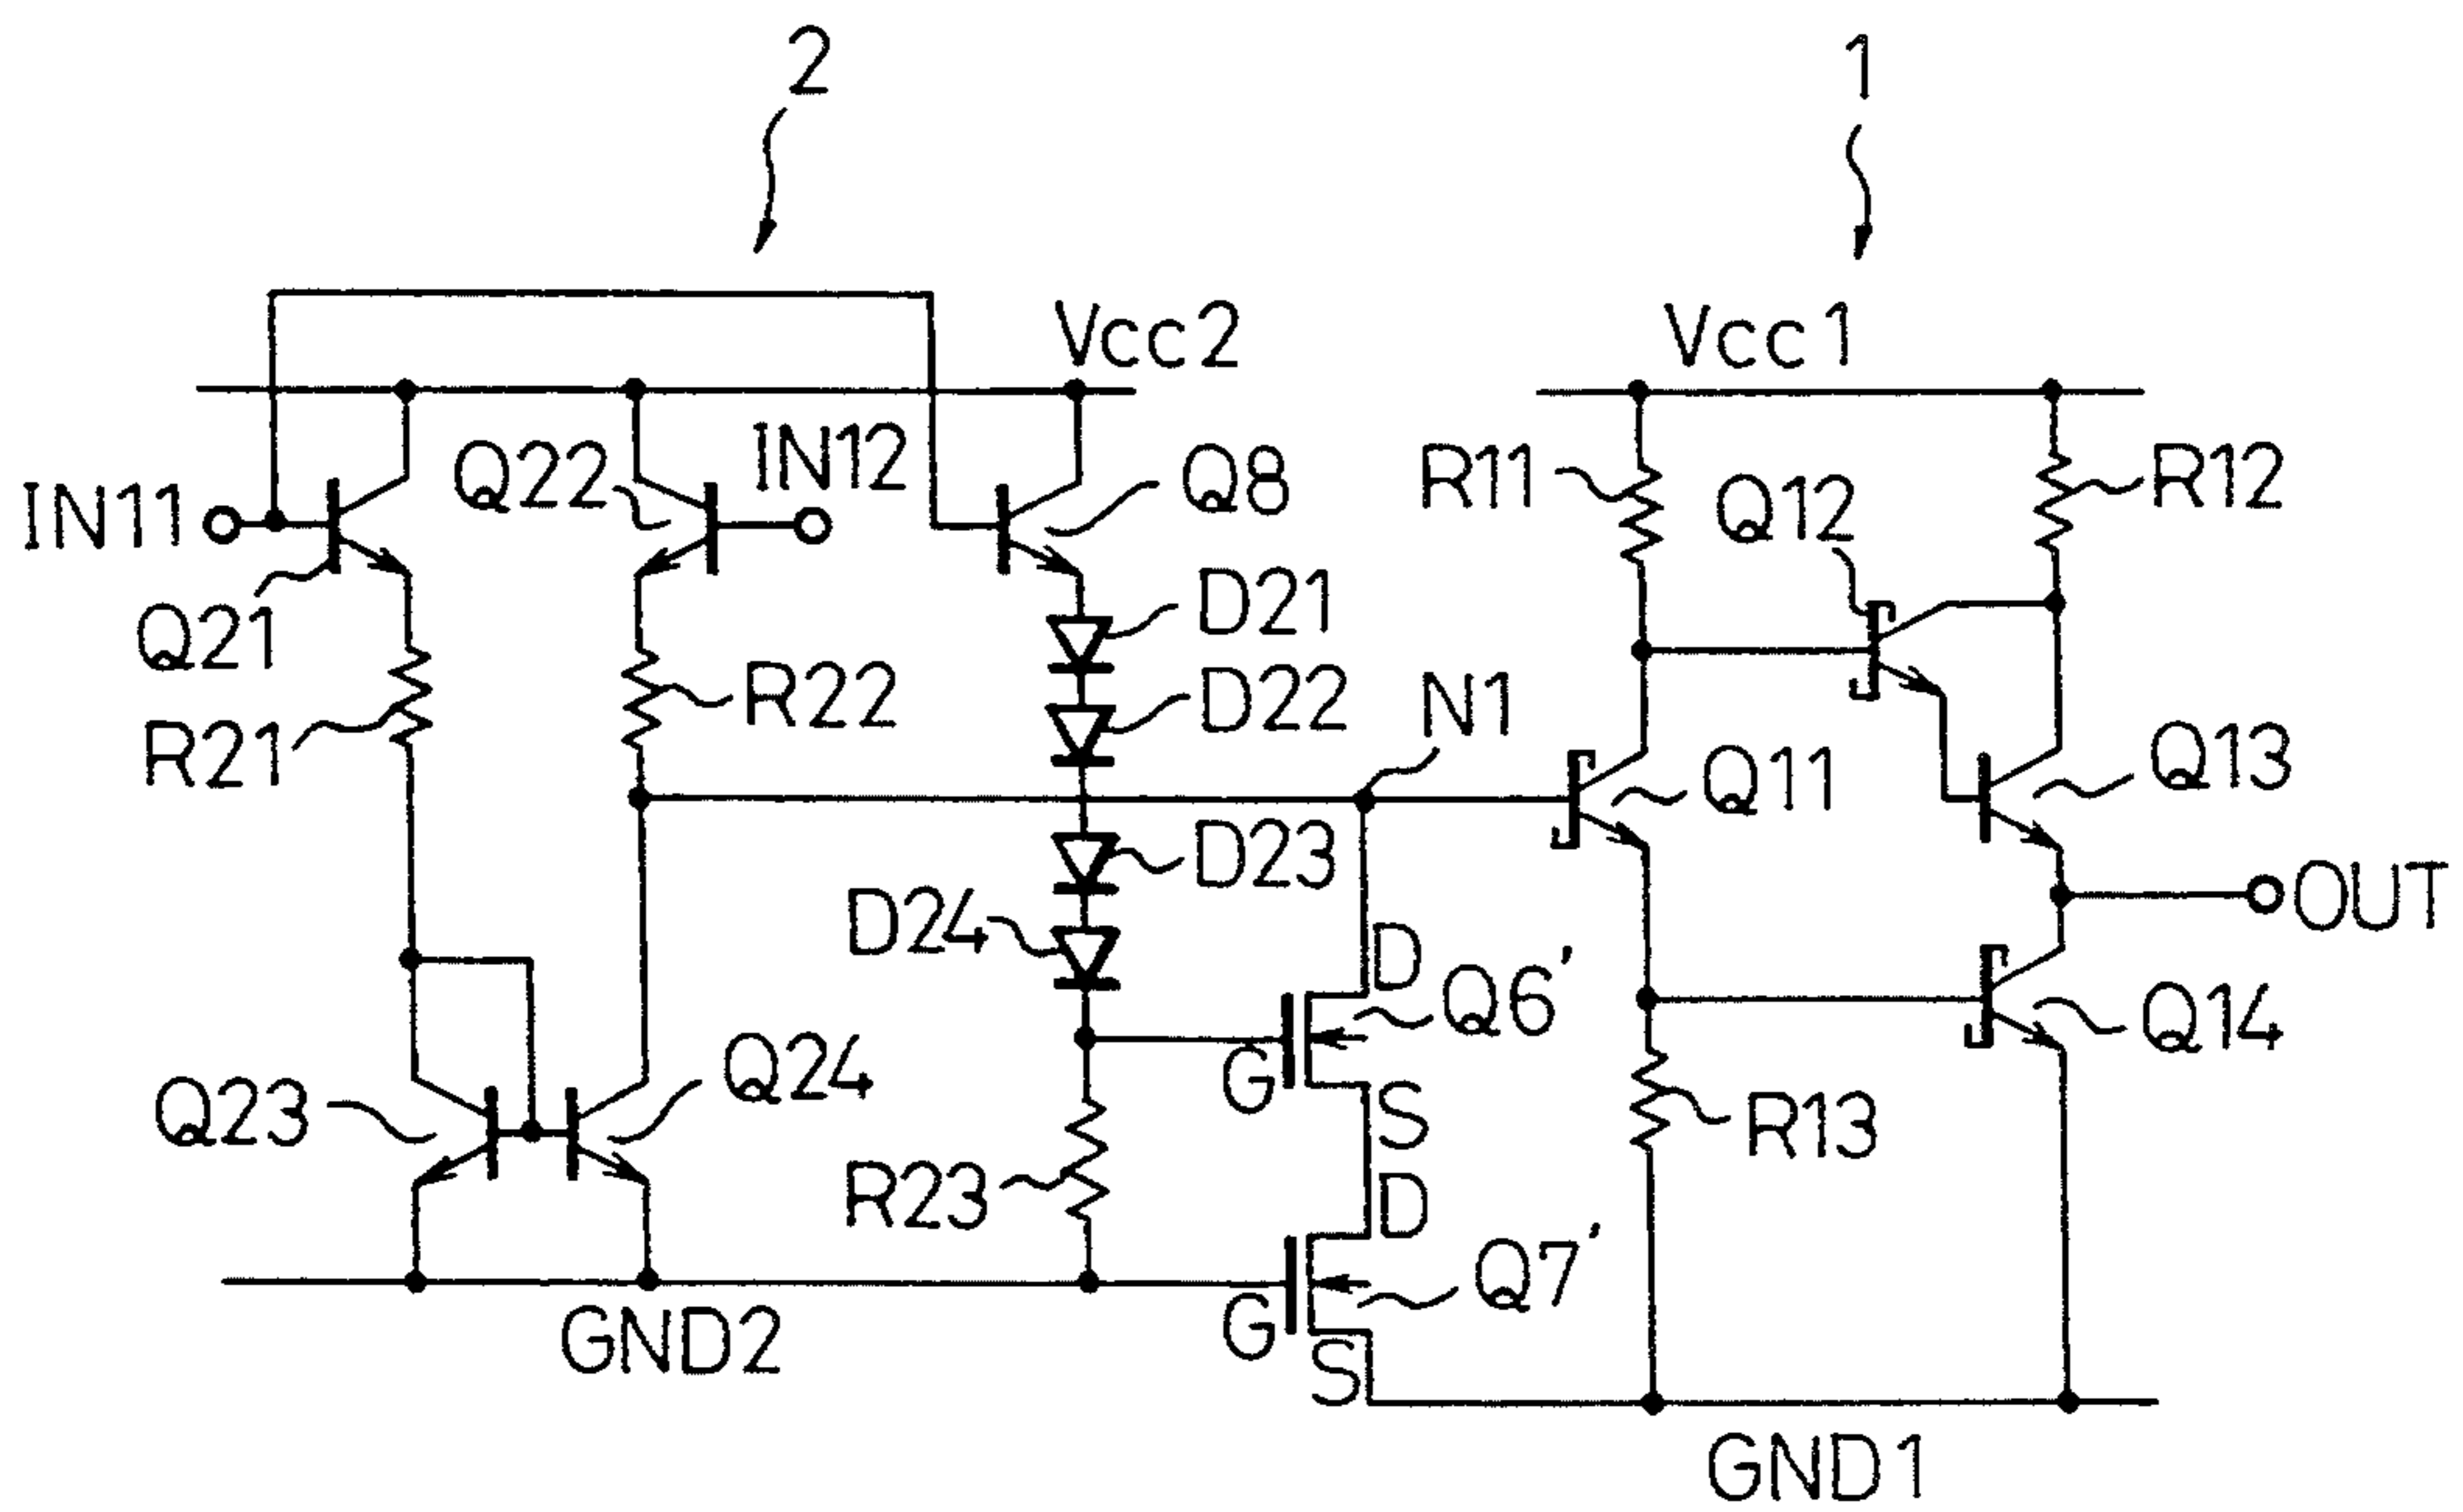 2
1
Vcc2
Vcc1
IN11
Q22
IN12
Q8
R11
Q12
R12
Q21
D21
R21
R22
D22
N1
Q11
Q13
D23
D24
OUT
D
Q6'
Q14
G
S
Q23
Q24
R13
R23
D
Q7'
G
S
GND2
GND1